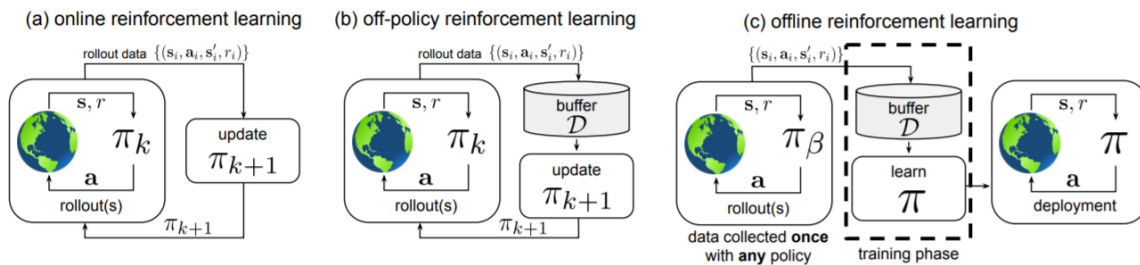 (a) online reinforcement learning
rollout data {(s_i, a_i, s'_i, r_i)}
s, r
π_k
a
rollout(s)
update
π_{k+1}
π_{k+1}
(b) off-policy reinforcement learning
rollout data {(s_i, a_i, s'_i, r_i)}
s, r
π_k
a
rollout(s)
buffer
D
update
π_{k+1}
π_{k+1}
(c) offline reinforcement learning
{(s_i, a_i, s'_i, r_i)}
s, r
π_β
a
rollout(s)
data collected once
with any policy
buffer
D
learn
π
training phase
s, r
π
a
deployment